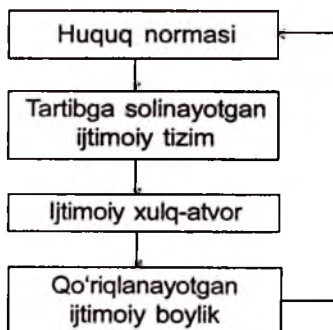 Huquq normasi
Tartibga solinayotgan
ijtimoiy tizim
Ijtimoiy xulq-atvor
Qo‘riqlanayotgan
ijtimoiy boylik